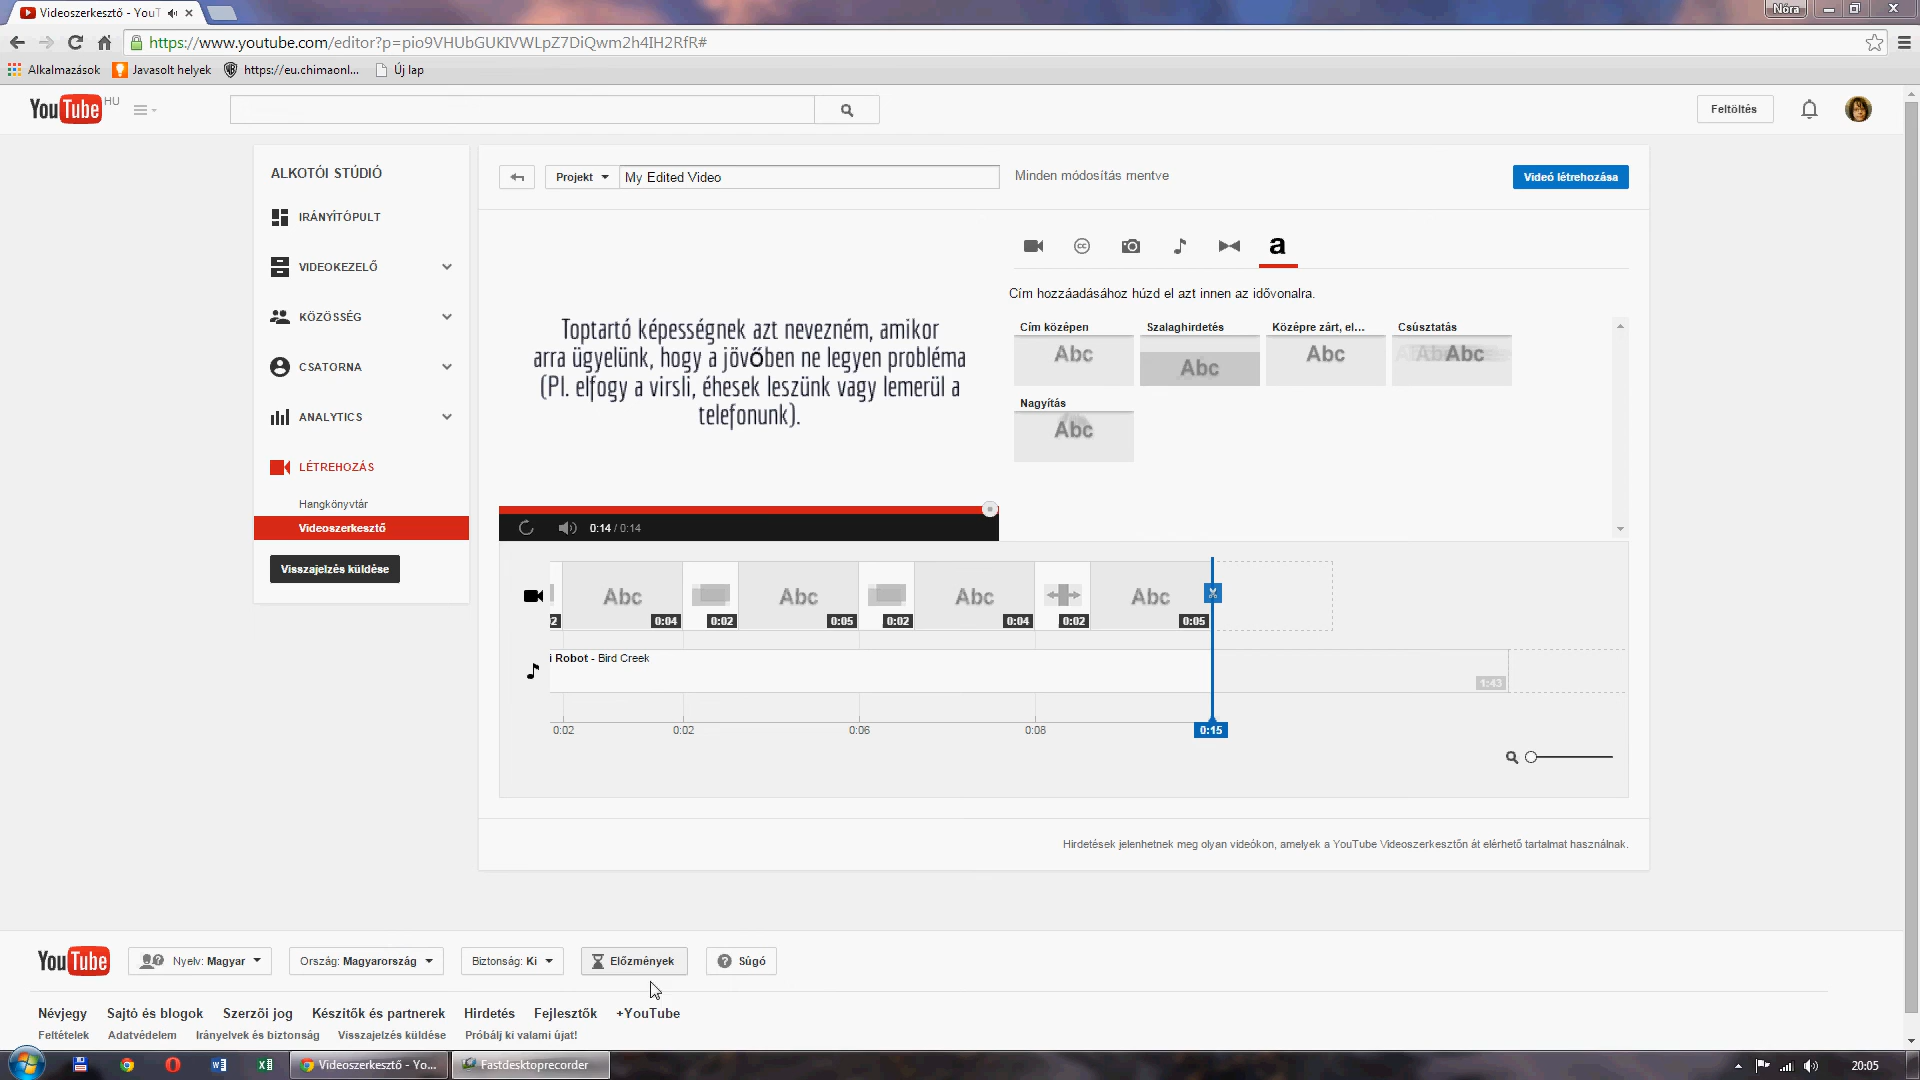 Videoszerkesztő - YouT
Nóra
https://www.youtube.com/editor?p=pio9VHUbGUKIVWLpZ7DiQwm2h4IH2RfR#
Alkalmazások
Javasolt helyek
https://eu.chimaonl...
Új lap
YouTube HU
Feltöltés
ALKOTÓI STÚDIÓ
IRÁNYÍTÓPULT
VIDEOKEZELŐ
KÖZÖSSÉG
CSATORNA
ANALYTICS
LÉTREHOZÁS
Hangkönyvtár
Videoszerkesztő
Visszajelzés küldése
Projekt
My Edited Video
Minden módosítás mentve
Videó létrehozása
Toptartó képességnek azt nevezném, amikor
arra ügyelünk, hogy a jövőben ne legyen probléma
(Pl. elfogy a virsli, éhesek leszünk vagy lemerül a
telefonunk).
0:14 / 0:14
CC
a
Cím hozzáadásához húzd el azt innen az idővonalra.
Cím középen
Szalaghirdetés
Középre zárt, el...
Csúsztatás
Abc
Abc
Abc
AbcAbc
Nagyítás
Abc
Abc
Abc
Abc
Abc
2
0:04
0:02
0:05
0:02
0:04
0:02
0:05
i Robot - Bird Creek
1:43
0:02
0:02
0:06
0:08
0:15
Hirdetések jelenhetnek meg olyan videókon, amelyek a YouTube Videoszerkesztőn át elérhető tartalmat használnak.
YouTube
Nyelv: Magyar
Ország: Magyarország
Biztonság: Ki
Előzmények
Súgó
Névjegy
Sajtó és blogok
Szerzői jog
Készítők és partnerek
Hirdetés
Fejlesztők
+YouTube
Feltételek
Adatvédelem
Irányelvek és biztonság
Visszajelzés küldése
Próbálj ki valami újat!
Videoszerkesztő - Yo...
Fastdesktoprecorder
20:05